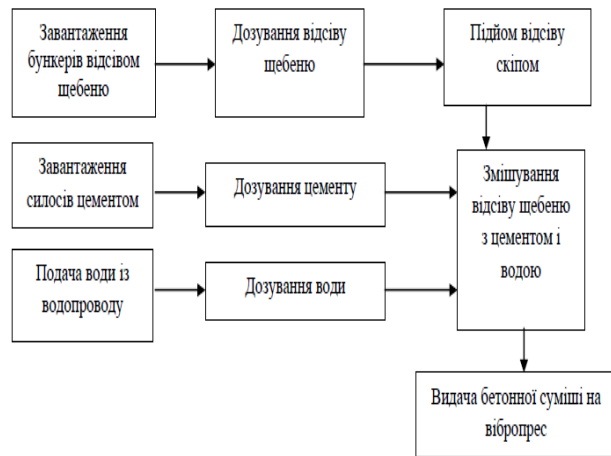 Завантаження
бункерів відсівом
щебеню
Дозування відсіву
щебеню
Підйом відсіву
скіпом
Завантаження
силосів цементом
Дозування цементу
Змішування
відсіву щебеню
з цементом і
водою
Подача води із
водопроводу
Дозування води
Видача бетонної суміші на
вібропрес